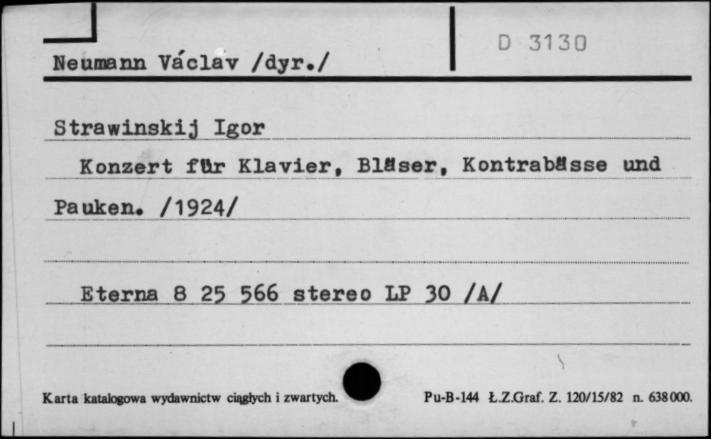 D 3130
Neumann Václav /dyr./
Strawinskij Igor
Konzert für Klavier, Bläser, Kontrabässe und
Pauken. /1924/
Eterna 8 25 566 stereo LP 30 /A/
Karta katalogowa wydawnictw ciągłych i zwartych.
Pu-B-144 Ł.Z.Graf. Z. 120/15/82 n. 638000.